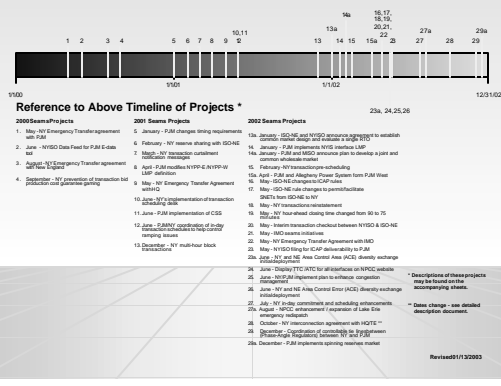 16,17,
18,19,
20,21,
22
14a
13a
27a
29a
10,11
1 2 3 4 5 6 7 8 9 12 13 14 15 15a 23 27 28 29
1/1/00 1/1/01 1/1/02 12/31/02
Reference to Above Timeline of Projects *
23a, 24,25,26
2000 Seams Projects
1. May - NY Emergency Transfer agreement
with PJM
2. June - NYISO Data Feed for PJM E-data
tool
3. August - NY Emergency Transfer agreement
with New England
4. September - NY prevention of transaction bid
production cost guarantee gaming
2001 Seams Projects
5. January - PJM changes timing requirements
6. February - NY reserve sharing with ISO-NE
7. March - NY transaction curtailment
notification messages
8. April - PJM modifies NYPP-E/NYPP-W
LMP definition
9. May - NY Emergency Transfer Agreement
with HQ
10. June - NY's implementation of transaction
scheduling desk
11. June - PJM implementation of CSS
12. June - PJM/NY coordination of in-day
transaction schedules to help control
ramping issues
13. December - NY multi-hour block
transactions
2002 Seams Projects
13a. January - ISO-NE and NYISO announce agreement to establish
common market design and evaluate a single RTO
14. January - PJM implements NYIS interface LMP
14a. January - PJM and MISO announce plan to develop a joint and
common wholesale market
15. February - NY transaction pre-scheduling
15a. April - PJM and Allegheny Power System form PJM West
16. May - ISO-NE changes to ICAP rules
17. May - ISO-NE rule changes to permit/facilitate
SNETs from ISO-NE to NY
18. May - NY transactions reinstatement
19. May - NY hour-ahead closing time changed from 90 to 75
minutes
20. May - Interim transaction checkout between NYISO & ISO-NE
21. May - IMO seams initiatives
22. May - NY Emergency Transfer Agreement with IMO
23. May - NYISO filing for ICAP deliverability to PJM
23a. June - NY and NE Area Control Area (ACE) diversity exchange
initial deployment
24. June - Display TTC /ATC for all interfaces on NPCC website
25. June - NY/PJM implement plan to enhance congestion
management
26. June - NY and NE Area Control Error (ACE) diversity exchange
initial deployment
27. July - NY in-day commitment and scheduling enhancements
27a. August - NPCC enhancement / expansion of Lake Erie
emergency redispatch
28. October - NY interconnection agreement with HQ/TE **
29. December - Coordination of controllable tie lines between
(Phase-Angle Regulators) between NY and PJM
29a. December - PJM implements spinning reserves market
* Descriptions of these projects
may be found on the
accompanying sheets.
** Dates change - see detailed
description document.
Revised 01/13/2003